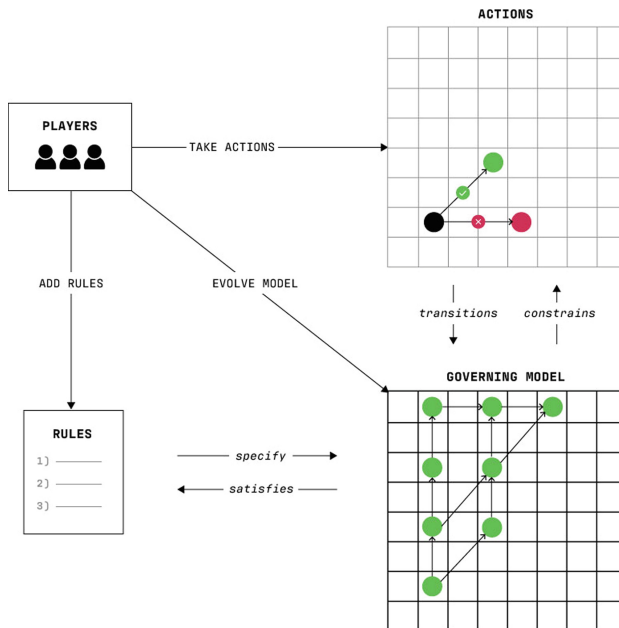 ACTIONS
PLAYERS
TAKE ACTIONS
ADD RULES
EVOLVE MODEL
transitions
constrains
GOVERNING MODEL
RULES
1)
2)
3)
specify
satisfies